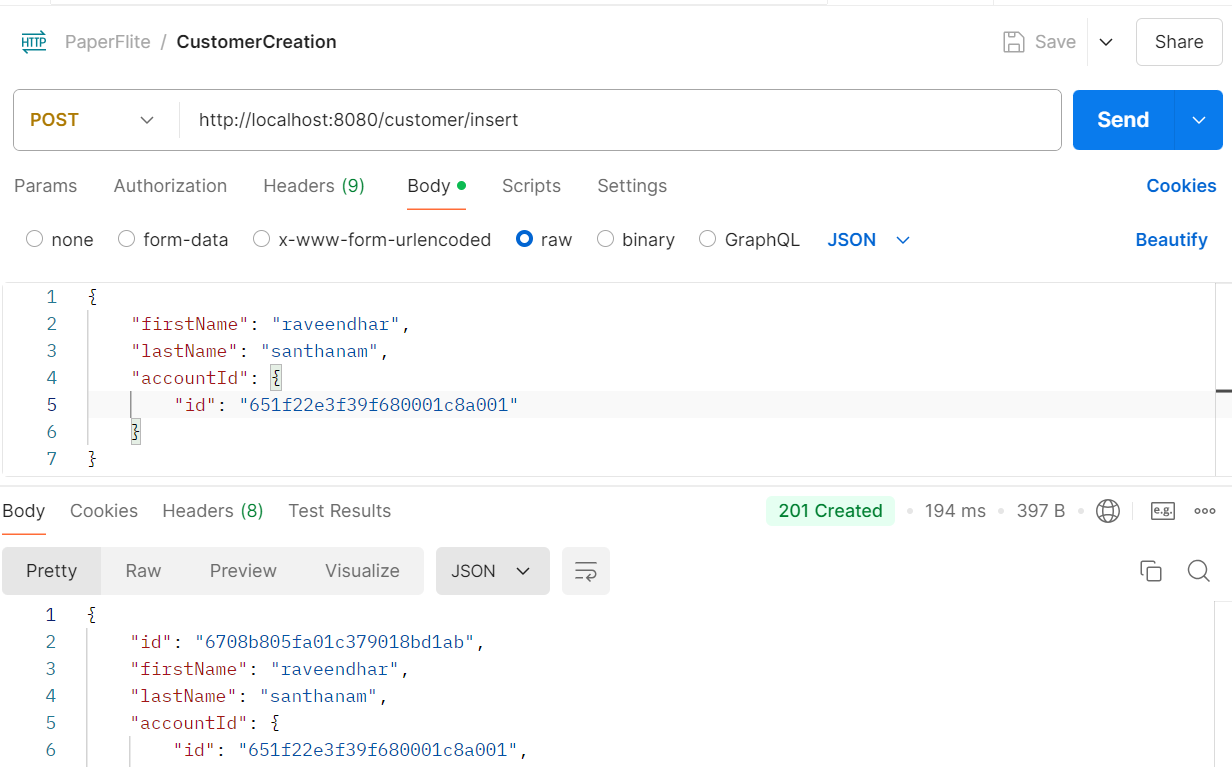 HTTP PaperFlite / CustomerCreation Save Share
POST http://localhost:8080/customer/insert Send
Params Authorization Headers (9) Body Scripts Settings Cookies
none form-data x-www-form-urlencoded raw binary GraphQL JSON Beautify
1 {
2 "firstName": "raveendhar",
3 "lastName": "santhanam",
4 "accountId": {
5 "id": "651f22e3f39f680001c8a001"
6 }
7 }
Body Cookies Headers (8) Test Results 201 Created 194 ms 397 B e.g.
Pretty Raw Preview Visualize JSON
1 {
2 "id": "6708b805fa01c379018bd1ab",
3 "firstName": "raveendhar",
4 "lastName": "santhanam",
5 "accountId": {
6 "id": "651f22e3f39f680001c8a001",